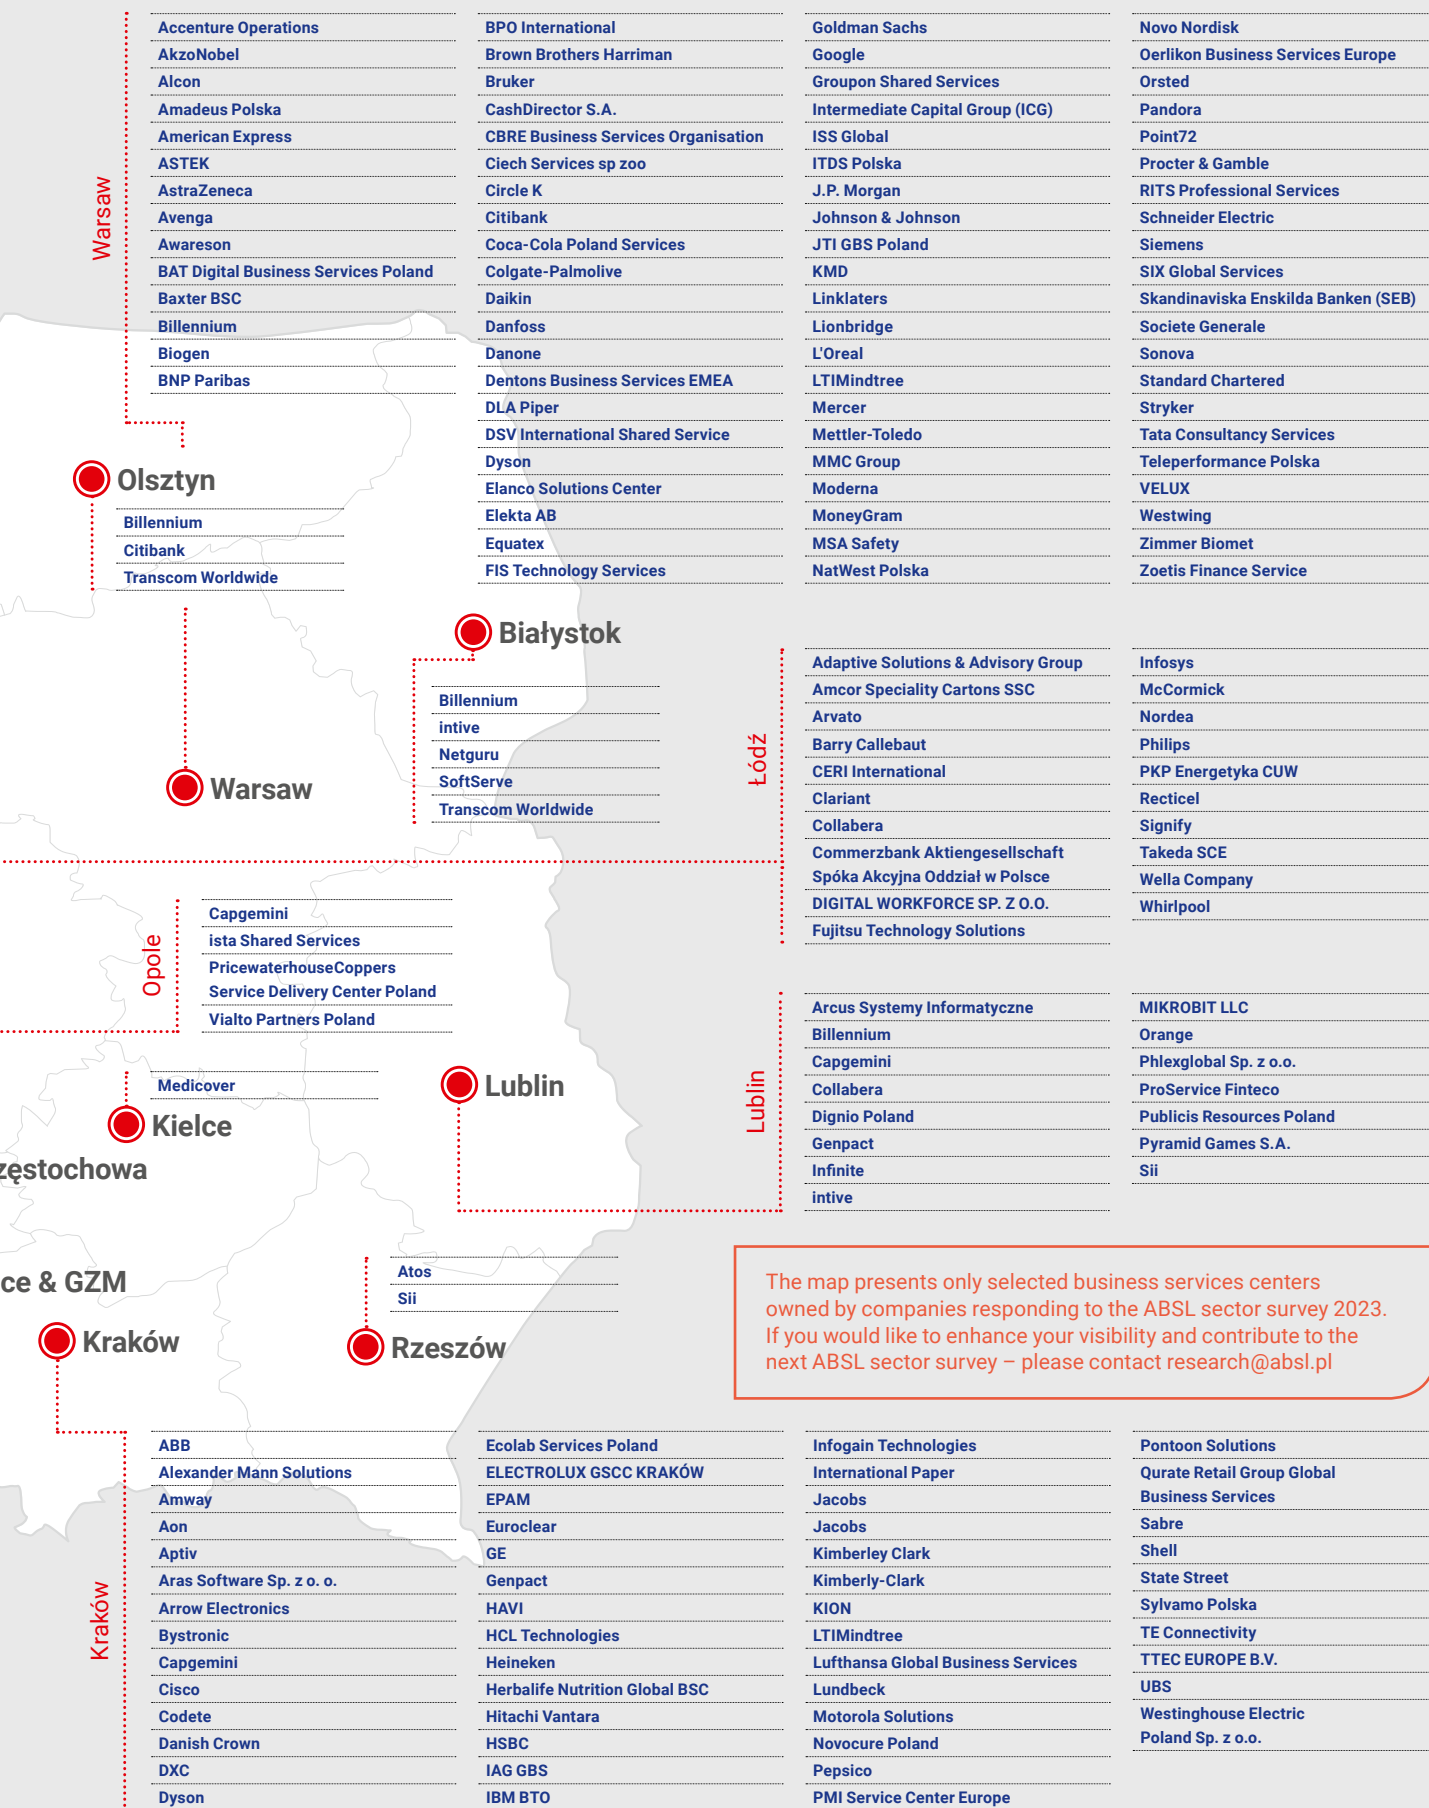 Warsaw
Accenture Operations
AkzoNobel
Alcon
Amadeus Polska
American Express
ASTEK
AstraZeneca
Avenga
Awareson
BAT Digital Business Services Poland
Baxter BSC
Billennium
Biogen
BNP Paribas
BPO International
Brown Brothers Harriman
Bruker
CashDirector S.A.
CBRE Business Services Organisation
Ciech Services sp zoo
Circle K
Citibank
Coca-Cola Poland Services
Colgate-Palmolive
Daikin
Danfoss
Danone
Dentons Business Services EMEA
DLA Piper
DSV International Shared Service
Dyson
Elanco Solutions Center
Elekta AB
Equatex
FIS Technology Services
Goldman Sachs
Google
Groupon Shared Services
Intermediate Capital Group (ICG)
ISS Global
ITDS Polska
J.P. Morgan
Johnson & Johnson
JTI GBS Poland
KMD
Linklaters
Lionbridge
L'Oreal
LTIMindtree
Mercer
Mettler-Toledo
MMC Group
Moderna
MoneyGram
MSA Safety
NatWest Polska
Novo Nordisk
Oerlikon Business Services Europe
Orsted
Pandora
Point72
Procter & Gamble
RITS Professional Services
Schneider Electric
Siemens
SIX Global Services
Skandinaviska Enskilda Banken (SEB)
Societe Generale
Sonova
Standard Chartered
Stryker
Tata Consultancy Services
Teleperformance Polska
VELUX
Westwing
Zimmer Biomet
Zoetis Finance Service
Olsztyn
Billennium
Citibank
Transcom Worldwide
Białystok
Billennium
intive
Netguru
SoftServe
Transcom Worldwide
Warsaw
Łódź
Adaptive Solutions & Advisory Group
Amcor Speciality Cartons SSC
Arvato
Barry Callebaut
CERI International
Clariant
Collabera
Commerzbank Aktiengesellschaft
Spóka Akcyjna Oddział w Polsce
DIGITAL WORKFORCE SP. Z O.O.
Fujitsu Technology Solutions
Infosys
McCormick
Nordea
Philips
PKP Energetyka CUW
Recticel
Signify
Takeda SCE
Wella Company
Whirlpool
Opole
Capgemini
ista Shared Services
PricewaterhouseCoppers
Service Delivery Center Poland
Vialto Partners Poland
Medicover
Kielce
zęstochowa
Lublin
Lublin
Arcus Systemy Informatyczne
Billennium
Capgemini
Collabera
Dignio Poland
Genpact
Infinite
intive
MIKROBIT LLC
Orange
Phlexglobal Sp. z o.o.
ProService Finteco
Publicis Resources Poland
Pyramid Games S.A.
Sii
ce & GZM
Kraków
Atos
Sii
Rzeszów
The map presents only selected business services centers
owned by companies responding to the ABSL sector survey 2023.
If you would like to enhance your visibility and contribute to the
next ABSL sector survey – please contact research@absl.pl
Kraków
ABB
Alexander Mann Solutions
Amway
Aon
Aptiv
Aras Software Sp. z o. o.
Arrow Electronics
Bystronic
Capgemini
Cisco
Codete
Danish Crown
DXC
Dyson
Ecolab Services Poland
ELECTROLUX GSCC KRAKÓW
EPAM
Euroclear
GE
Genpact
HAVI
HCL Technologies
Heineken
Herbalife Nutrition Global BSC
Hitachi Vantara
HSBC
IAG GBS
IBM BTO
Infogain Technologies
International Paper
Jacobs
Jacobs
Kimberley Clark
Kimberly-Clark
KION
LTIMindtree
Lufthansa Global Business Services
Lundbeck
Motorola Solutions
Novocure Poland
Pepsico
PMI Service Center Europe
Pontoon Solutions
Qurate Retail Group Global
Business Services
Sabre
Shell
State Street
Sylvamo Polska
TE Connectivity
TTEC EUROPE B.V.
UBS
Westinghouse Electric
Poland Sp. z o.o.